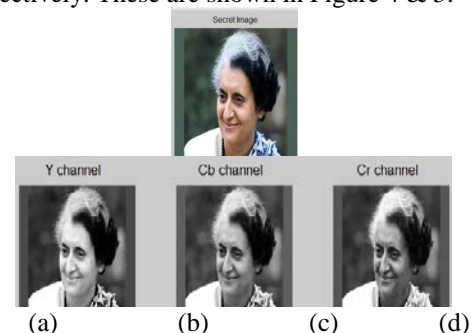 ectively. These are shown in Figure 4 & 5.
Secret Image
Y channel Cb channel Cr channel
(a) (b) (c) (d)